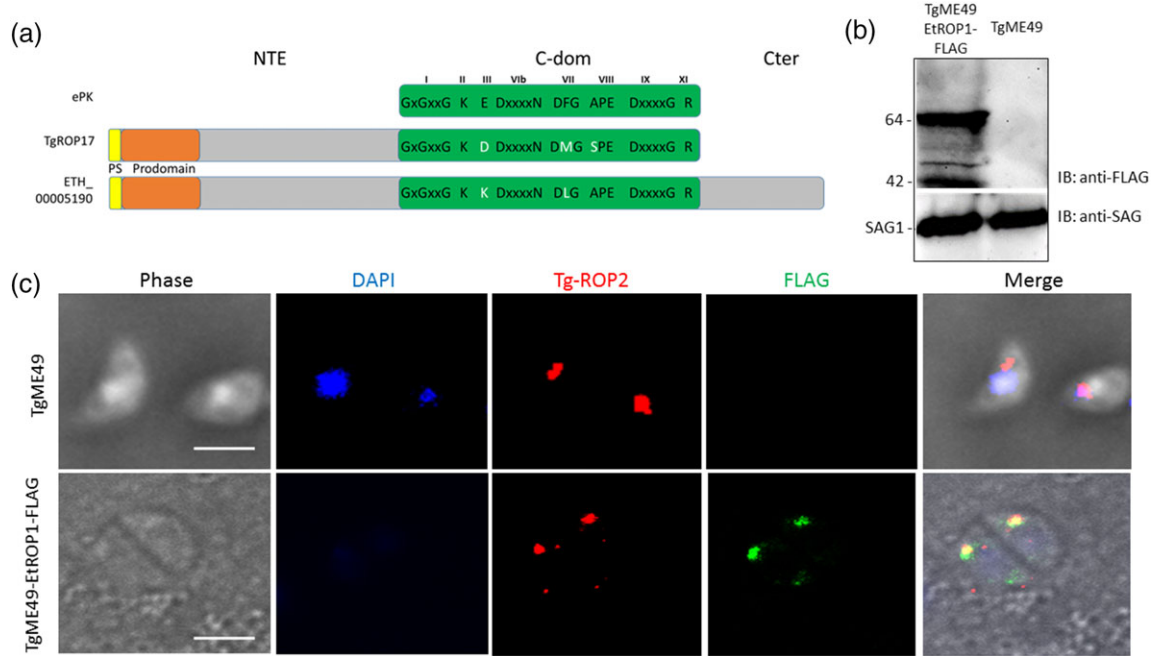 (a)
NTE C-dom Cter
I II III VIb VII VIII IX XI
ePK GxGxxG K E DxxxxN DFG APE DxxxxG R
TgROP17 GxGxxG K D DxxxxN DMG SPE DxxxxG R
PS Prodomain
ETH_
00005190 GxGxxG K K DxxxxN DLG APE DxxxxG R
(b)
TgME49
EtROP1-
FLAG
TgME49
64 -
42 -
IB: anti-FLAG
SAG1 -
IB: anti-SAG
(c)
Phase DAPI Tg-ROP2 FLAG Merge
TgME49
TgME49-EtROP1-FLAG